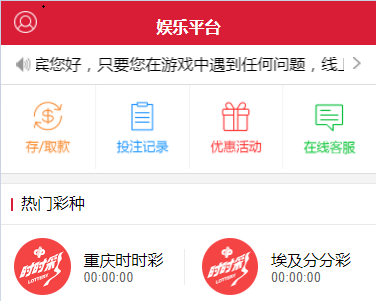 娱乐平台
宾您好，只要您在游戏中遇到任何问题，线上
存/取款 投注记录 优惠活动 在线客服
热门彩种
时时彩 LOTTERY 重庆时时彩 时时彩 LOTTERY 埃及分分彩
00:00:00 00:00:00